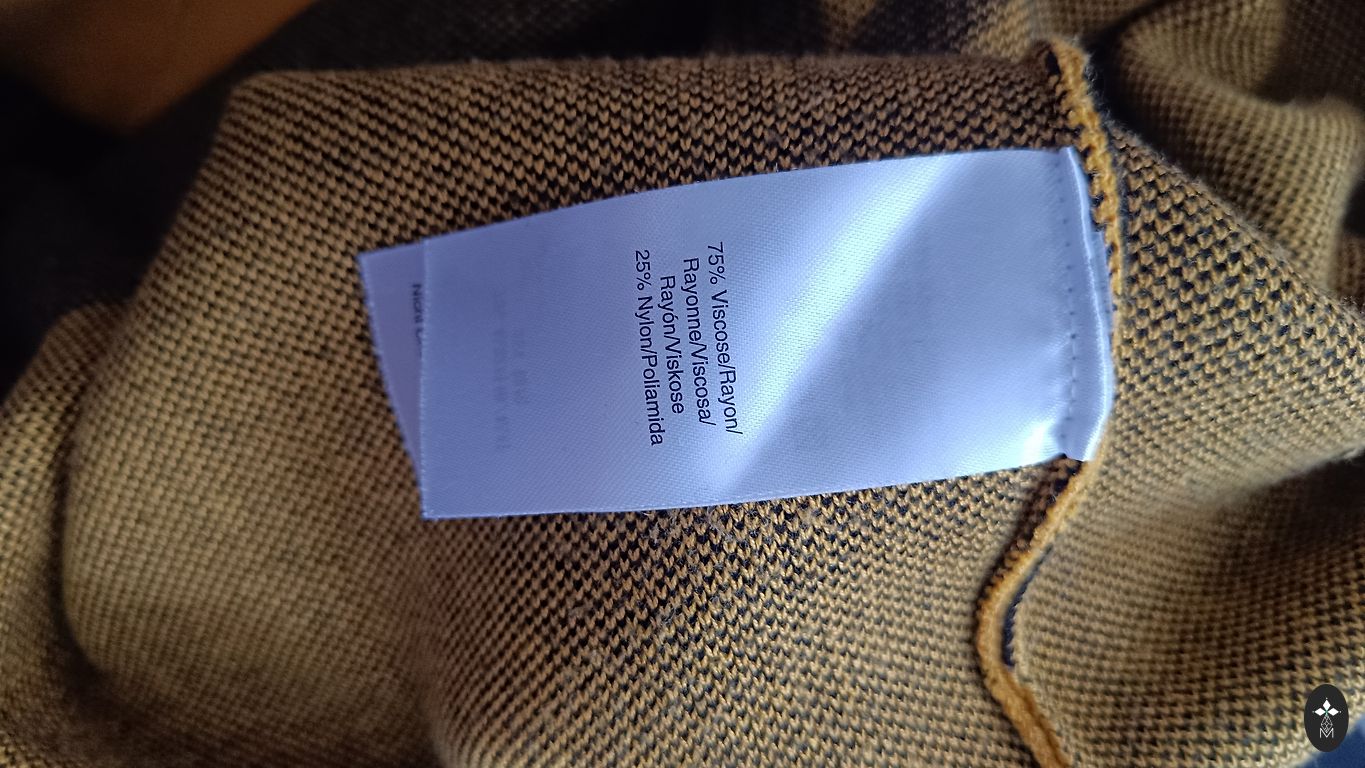 75% Viscose/Rayon/
Rayonne/Viscosa/
Rayón/Viskose
25% Nylon/Poliamida